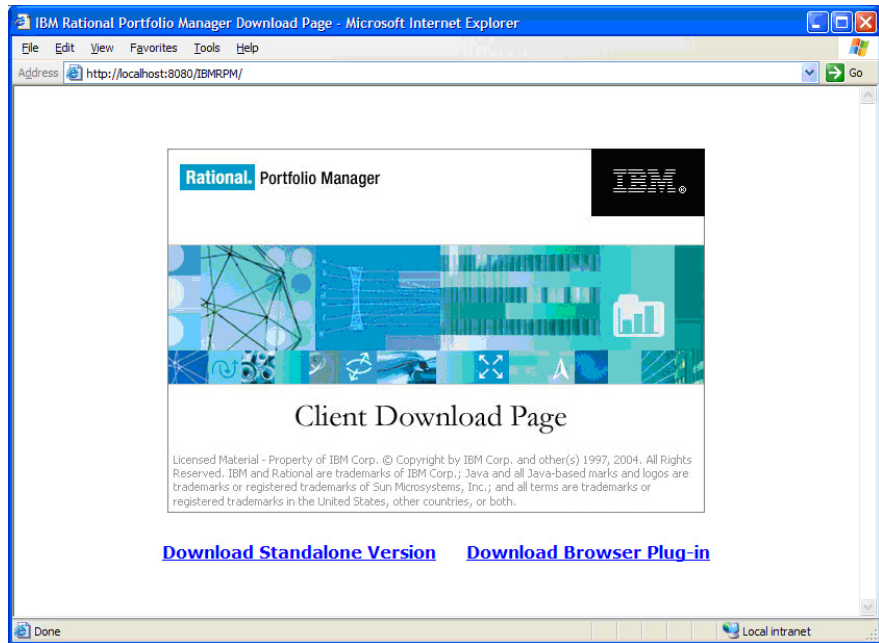 IBM Rational Portfolio Manager Download Page - Microsoft Internet Explorer
File Edit View Favorites Tools Help
Address http://localhost:8080/IBMRPM/ Go
Rational. Portfolio Manager
IBM®
Client Download Page
Licensed Material - Property of IBM Corp. © Copyright by IBM Corp. and other(s) 1997, 2004. All Rights
Reserved. IBM and Rational are trademarks of IBM Corp.; Java and all Java-based marks and logos are
trademarks or registered trademarks of Sun Microsystems, Inc.; and all terms are trademarks or
registered trademarks in the United States, other countries, or both.
Download Standalone Version Download Browser Plug-in
Done Local intranet